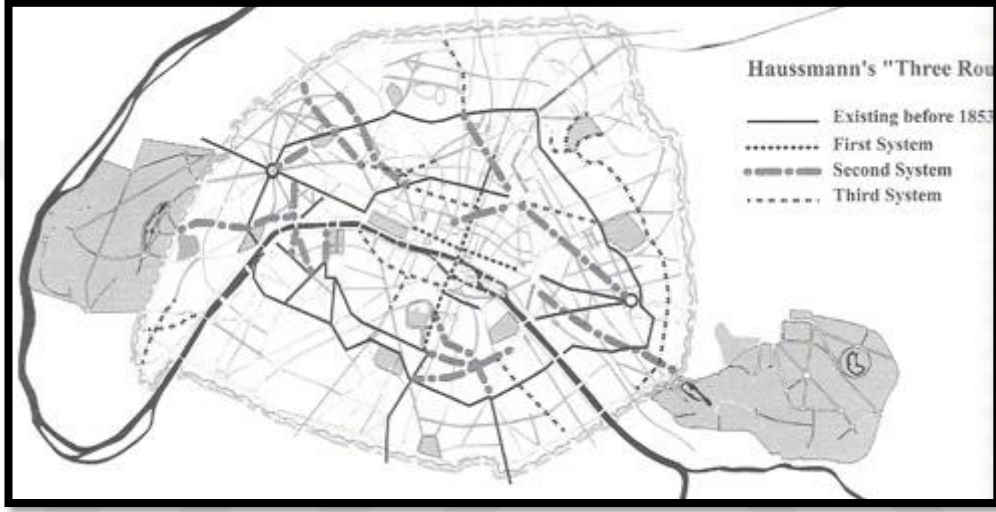 Haussmann's "Three Rou
Existing before 1853
First System
Second System
Third System